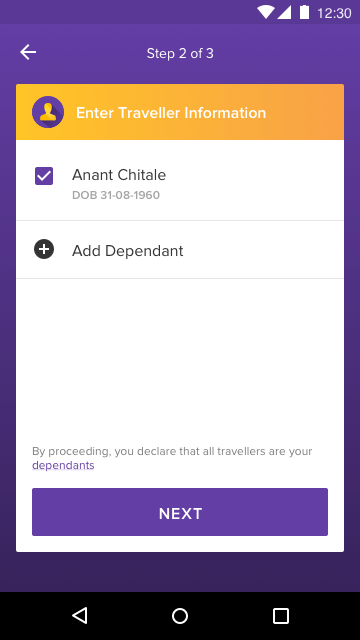 12:30
Step 2 of 3
Enter Traveller Information
Anant Chitale
DOB 31-08-1960
Add Dependant
By proceeding, you declare that all travellers are your
dependants
NEXT